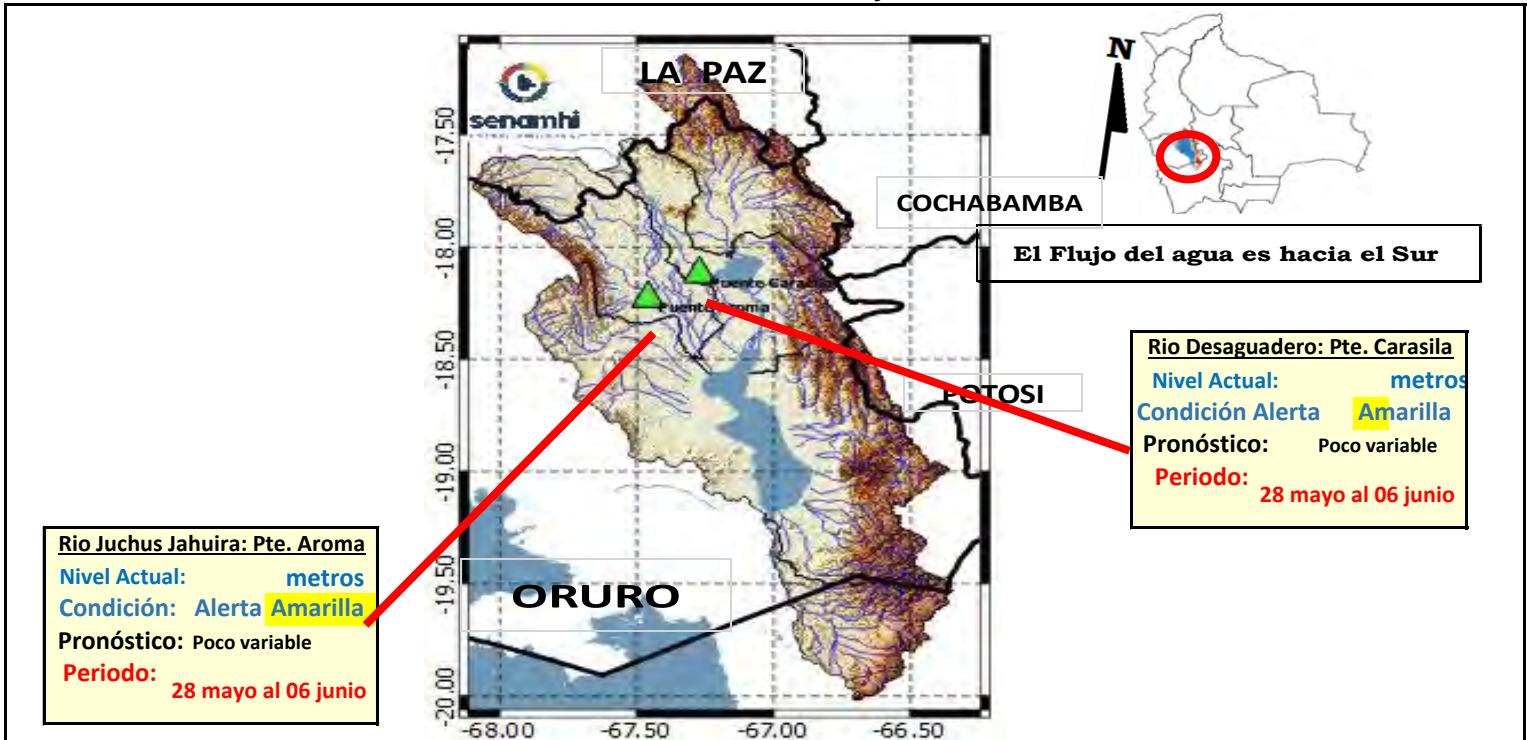 LA PAZ
senamhi
N
COCHABAMBA
El Flujo del agua es hacia el Sur
Puente Carasila
Puente Aroma
POTOSI
ORURO
Rio Desaguadero: Pte. Carasila
Nivel Actual: metros
Condición Alerta Amarilla
Pronóstico: Poco variable
Periodo: 28 mayo al 06 junio
Rio Juchus Jahuira: Pte. Aroma
Nivel Actual: metros
Condición: Alerta Amarilla
Pronóstico: Poco variable
Periodo: 28 mayo al 06 junio
-17.50
-18.00
-18.50
-19.00
-19.50
-20.00
-68.00 -67.50 -67.00 -66.50